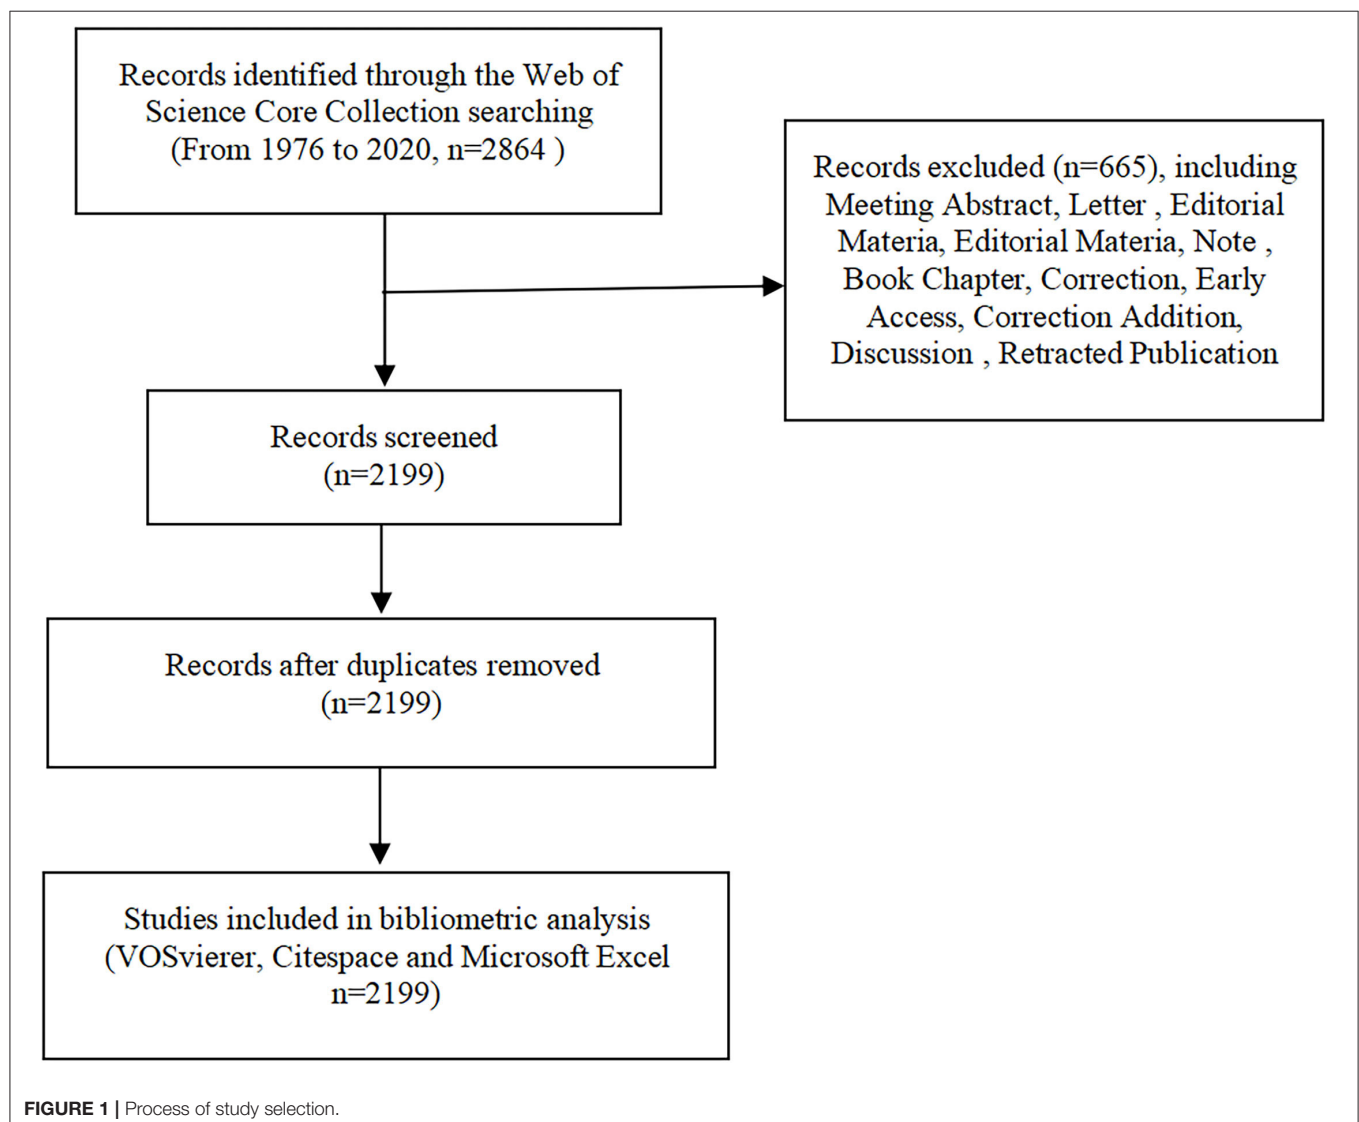 Records identified through the Web of
Science Core Collection searching
(From 1976 to 2020, n=2864 )
Records excluded (n=665), including
Meeting Abstract, Letter , Editorial
Materia, Editorial Materia, Note ,
Book Chapter, Correction, Early
Access, Correction Addition,
Discussion , Retracted Publication
Records screened
(n=2199)
Records after duplicates removed
(n=2199)
Studies included in bibliometric analysis
(VOSvierer, Citespace and Microsoft Excel
n=2199)
FIGURE 1 | Process of study selection.